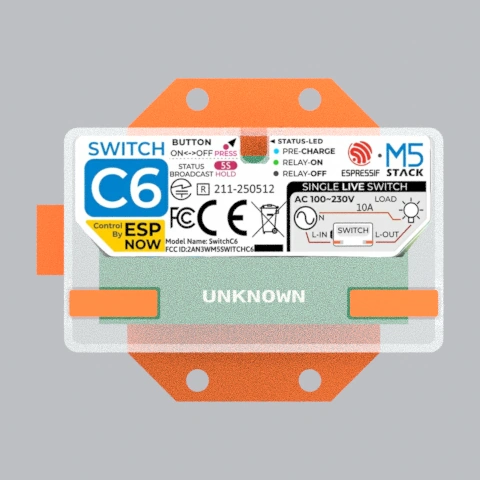 SWITCH
C6
Control
By ESP
NOW
BUTTON
ON<->OFF PRESS
STATUS 5S
BROADCAST HOLD
R 211-250512
FC CE
Model Name: SwitchC6
FCC ID:2AN3WM5SWITCHC6
STATUS-LED
PRE-CHARGE
RELAY-ON
RELAY-OFF
ESPRESSIF
M5
STACK
SINGLE LIVE SWITCH
AC 100~230V LOAD
10A
N
L-IN SWITCH L-OUT
UNKNOWN